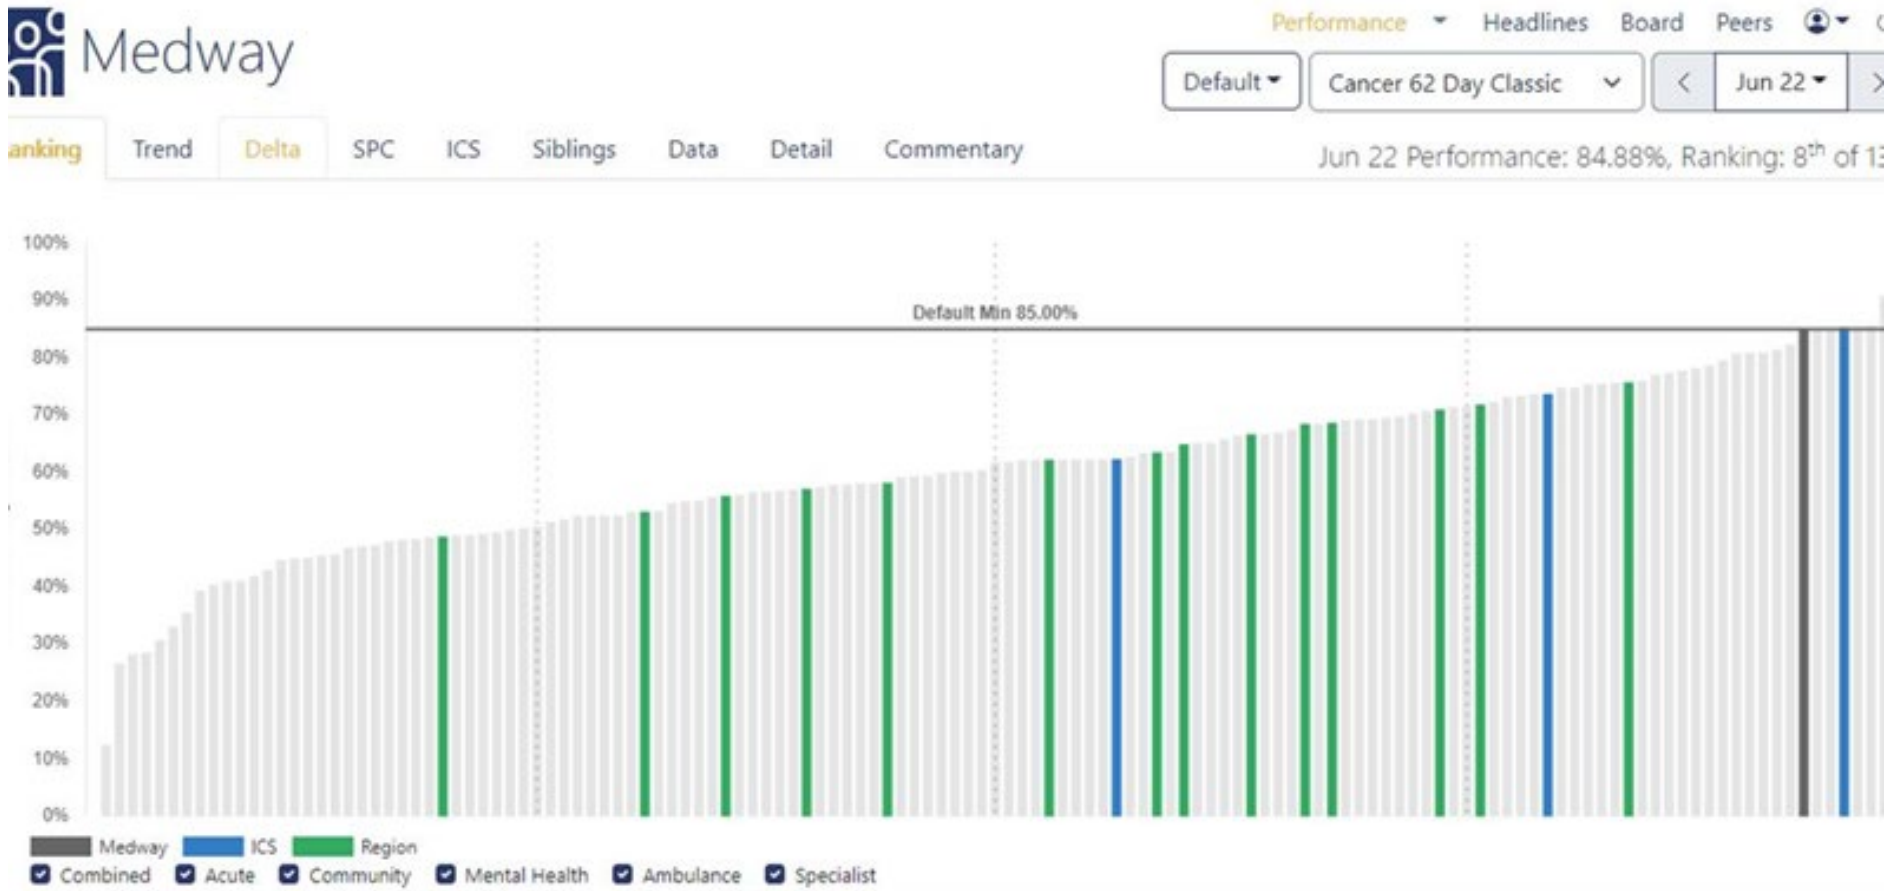 Medway
Performance Headlines Board Peers
Default Cancer 62 Day Classic < Jun 22 >
anking Trend Delta SPC ICS Siblings Data Detail Commentary
Jun 22 Performance: 84.88%, Ranking: 8th of 13
100%
90%
Default Min 85.00%
80%
70%
60%
50%
40%
30%
20%
10%
0%
Medway ICS Region
Combined Acute Community Mental Health Ambulance Specialist